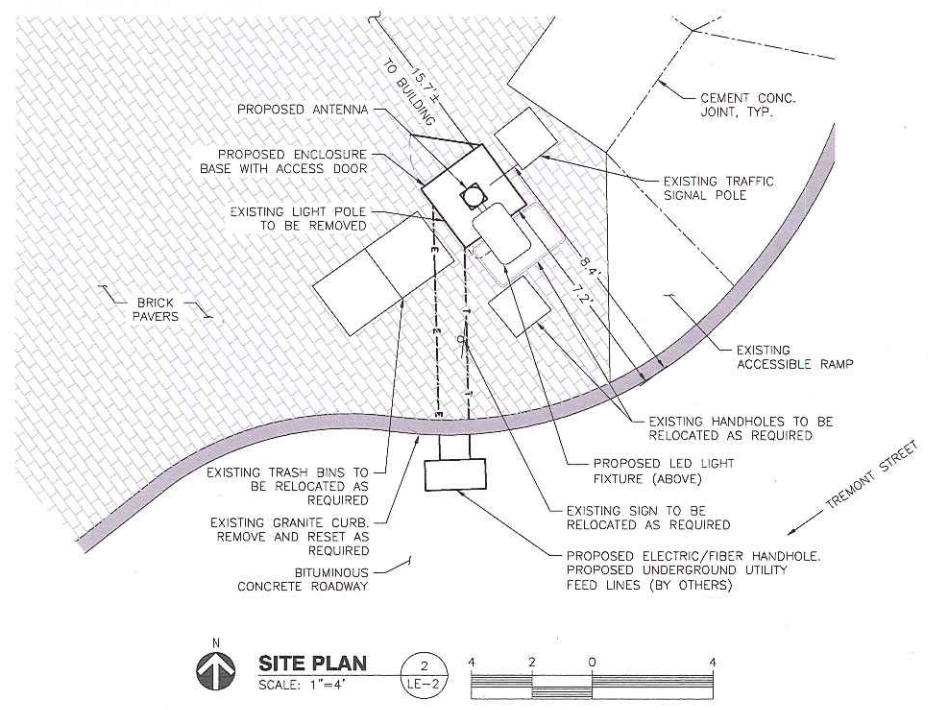 15.7'±
TO BUILDING
PROPOSED ANTENNA
PROPOSED ENCLOSURE
BASE WITH ACCESS DOOR
EXISTING LIGHT POLE
TO BE REMOVED
CEMENT CONC.
JOINT, TYP.
EXISTING TRAFFIC
SIGNAL POLE
8.4'
7.2'
BRICK
PAVERS
E
E
E
T
T
EXISTING
ACCESSIBLE RAMP
EXISTING HANDHOLES TO BE
RELOCATED AS REQUIRED
PROPOSED LED LIGHT
FIXTURE (ABOVE)
EXISTING TRASH BINS TO
BE RELOCATED AS
REQUIRED
EXISTING SIGN TO BE
RELOCATED AS REQUIRED
TREMONT STREET
EXISTING GRANITE CURB.
REMOVE AND RESET AS
REQUIRED
PROPOSED ELECTRIC/FIBER HANDHOLE.
PROPOSED UNDERGROUND UTILITY
FEED LINES (BY OTHERS)
BITUMINOUS
CONCRETE ROADWAY
N
SITE PLAN
SCALE: 1"=4'
2
LE-2
4 2 0 4